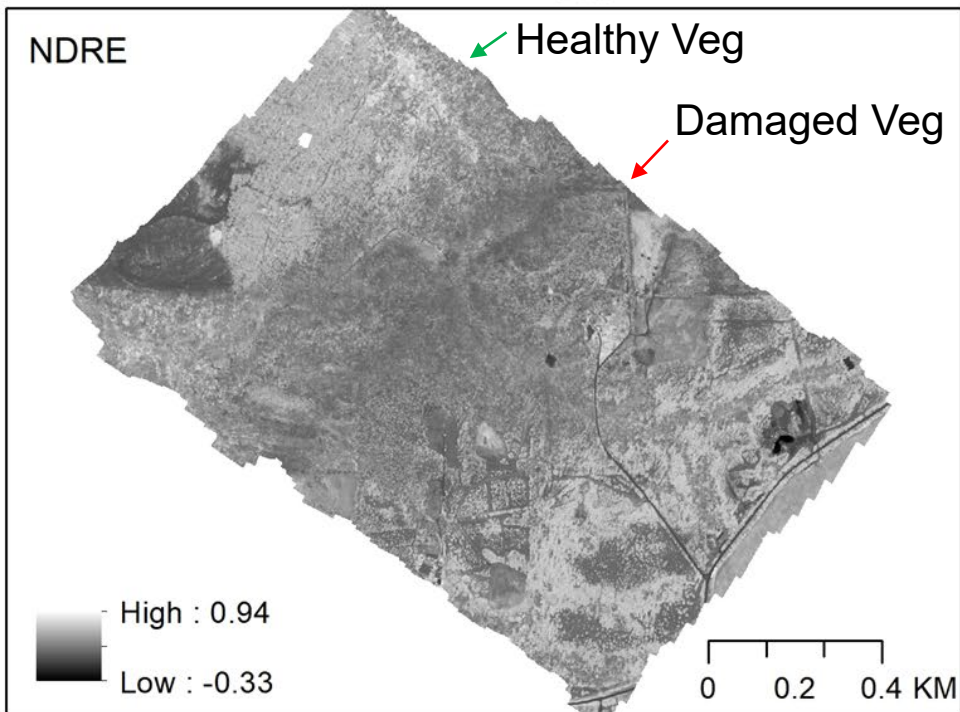 NDRE
Healthy Veg
Damaged Veg
High : 0.94
Low : -0.33
0 0.2 0.4 KM